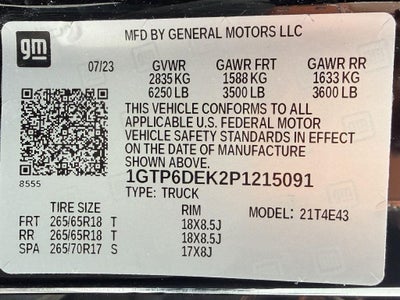 gm
MFD BY GENERAL MOTORS LLC
07/23 GVWR GAWR FRT GAWR RR
2835 KG 1588 KG 1633 KG
6250 LB 3500 LB 3600 LB
THIS VEHICLE CONFORMS TO ALL
APPLICABLE U.S. FEDERAL MOTOR
VEHICLE SAFETY STANDARDS IN EFFECT
ON THE DATE OF MANUFACTURE
SHOWN ABOVE.
8555
1GTP6DEK2P1215091
TYPE: TRUCK
TIRE SIZE RIM MODEL: 21T4E43
FRT 265/65R18 T 18X8.5J
RR 265/65R18 T 18X8.5J
SPA 265/70R17 S 17X8J